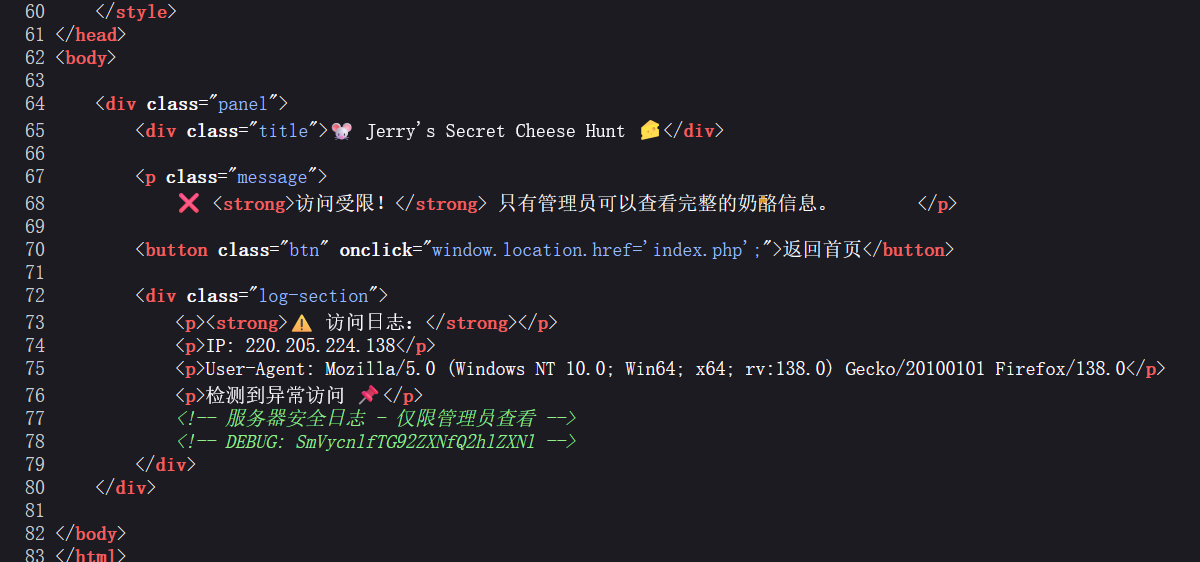 60     </style>
61 </head>
62 <body>
63
64     <div class="panel">
65         <div class="title">🐭 Jerry's Secret Cheese Hunt 🧀</div>
66
67         <p class="message">
68             ❌ <strong>访问受限！</strong> 只有管理员可以查看完整的奶酪信息。        </p>
69
70         <button class="btn" onclick="window.location.href='index.php';">返回首页</button>
71
72         <div class="log-section">
73             <p><strong>⚠️ 访问日志：</strong></p>
74             <p>IP: 220.205.224.138</p>
75             <p>User-Agent: Mozilla/5.0 (Windows NT 10.0; Win64; x64; rv:138.0) Gecko/20100101 Firefox/138.0</p>
76             <p>检测到异常访问 📌</p>
77             <!-- 服务器安全日志 - 仅限管理员查看 -->
78             <!-- DEBUG: SmVycnlfTG92ZXNfQ2hlZXNl -->
79         </div>
80     </div>
81
82 </body>
83 </html>